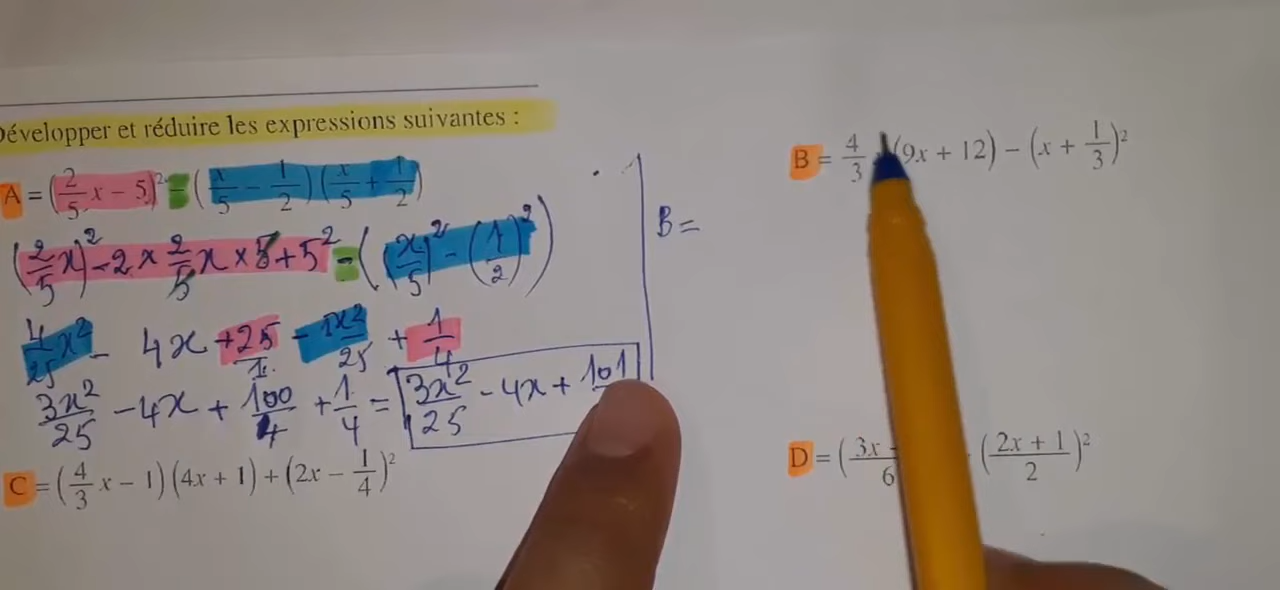 Développer et réduire les expressions suivantes :
A = (2/5 x − 5)² − (x/5 − 1/2)(x/5 + 1/2)
(2/5 x)² − 2 × 2/5 x × 5 + 5² − ((x/5)² − (1/2)²)
4/25 x² − 4x + 25/1 − 1x²/25 + 1/4
3x²/25 − 4x + 100/4 + 1/4 = 3x²/25 − 4x + 101
C = (4/3 x − 1)(4x + 1) + (2x − 1/4)²
B = 4/3 (9x + 12) − (x + 1/3)²
B =
D = (3x 6 (2x + 1/2)²